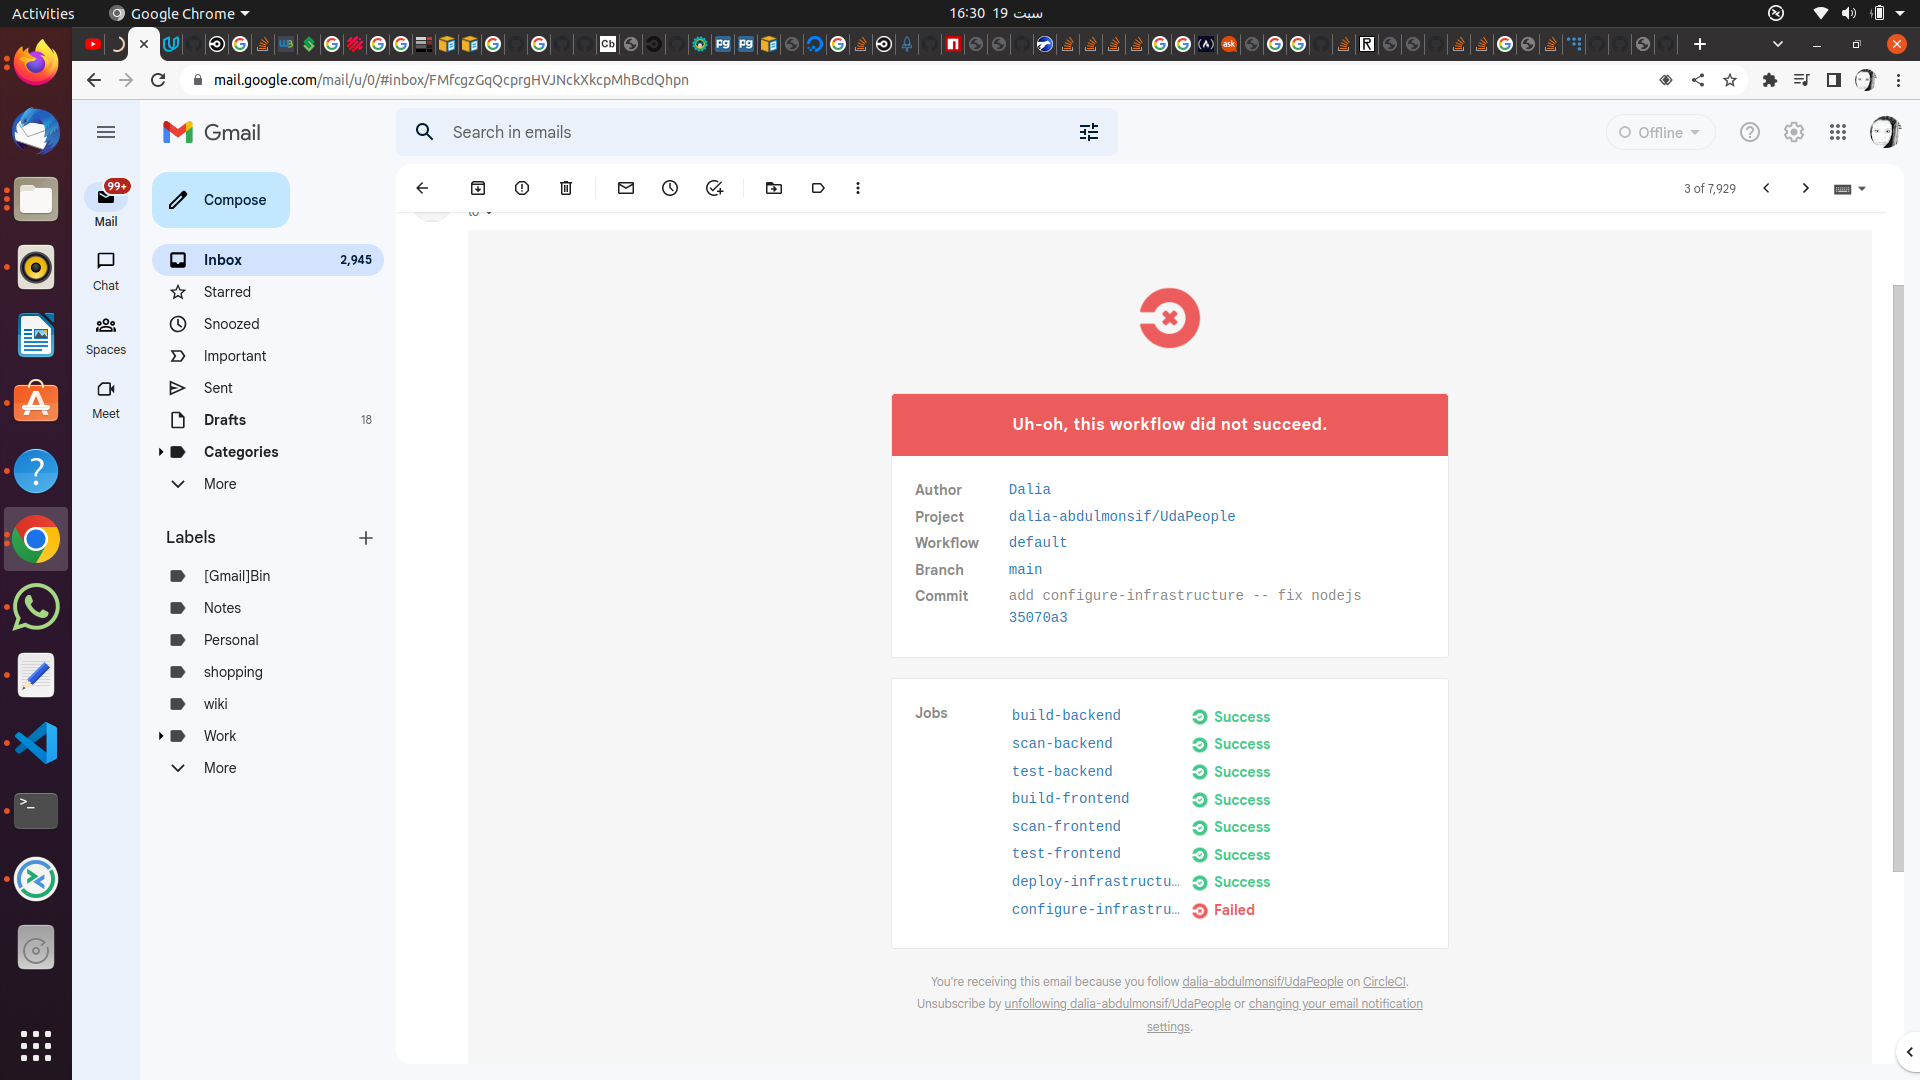 Activities
Google Chrome
16:30 19 سبت
mail.google.com/mail/u/0/#inbox/FMfcgzGqQcprgHVJNckXkcpMhBcdQhpn
Gmail
Search in emails
Offline
99+
Mail
Chat
Spaces
Meet
Compose
Inbox 2,945
Starred
Snoozed
Important
Sent
Drafts 18
Categories
More
Labels
[Gmail]Bin
Notes
Personal
shopping
wiki
Work
More
3 of 7,929
Uh-oh, this workflow did not succeed.
Author Dalia
Project dalia-abdulmonsif/UdaPeople
Workflow default
Branch main
Commit add configure-infrastructure -- fix nodejs
35070a3
Jobs build-backend Success
scan-backend Success
test-backend Success
build-frontend Success
scan-frontend Success
test-frontend Success
deploy-infrastructu… Success
configure-infrastru… Failed
You're receiving this email because you follow dalia-abdulmonsif/UdaPeople on CircleCI.
Unsubscribe by unfollowing dalia-abdulmonsif/UdaPeople or changing your email notification
settings.